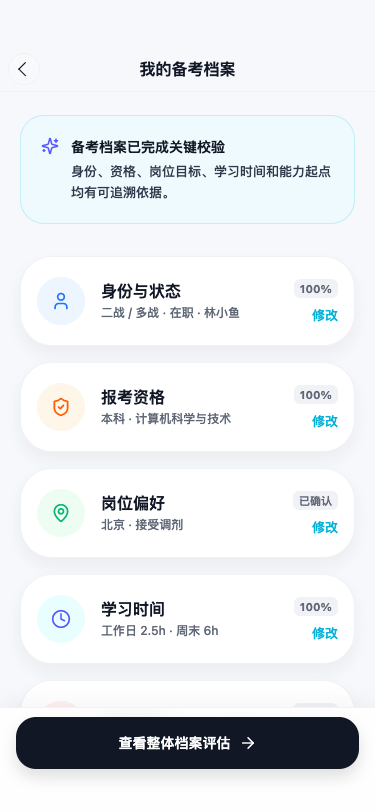 我的备考档案
备考档案已完成关键校验
身份、资格、岗位目标、学习时间和能力起点
均有可追溯依据。
身份与状态
100%
二战 / 多战 · 在职 · 林小鱼
修改
报考资格
100%
本科 · 计算机科学与技术
修改
岗位偏好
已确认
北京 · 接受调剂
修改
学习时间
100%
工作日 2.5h · 周末 6h
修改
查看整体档案评估 →